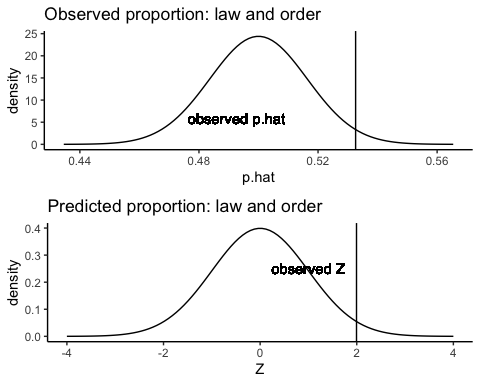 Observed proportion: law and order
density
25
20
15
10
5
0
observed p.hat
0.44 0.48 0.52 0.56
p.hat
Predicted proportion: law and order
density
0.4
0.3
0.2
0.1
0.0
observed Z
-4 -2 0 2 4
Z